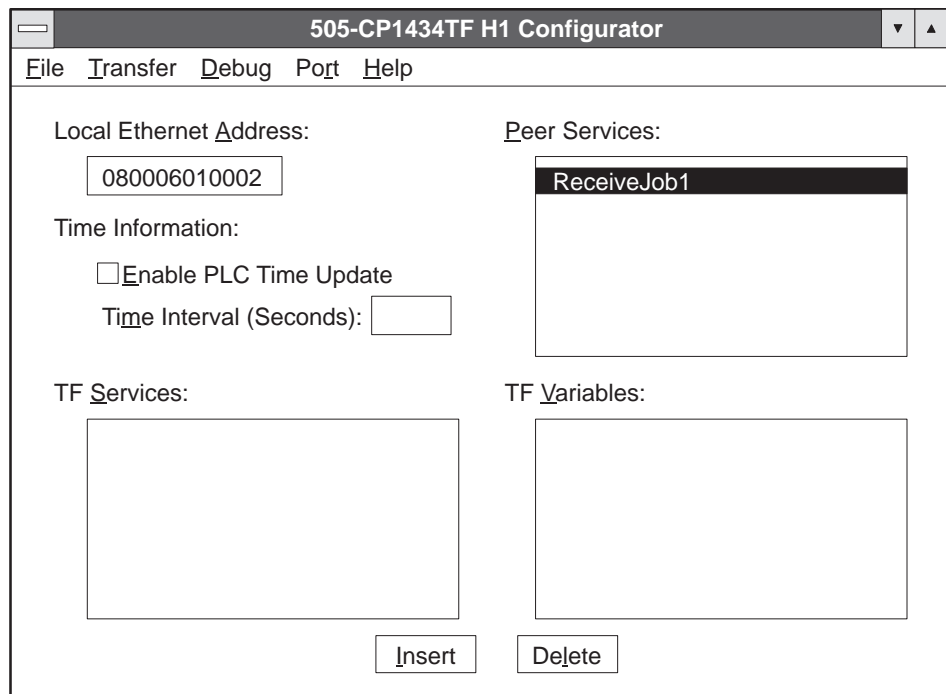 505-CP1434TF H1 Configurator
File Transfer Debug Port Help
Local Ethernet Address:
080006010002
Time Information:
Enable PLC Time Update
Time Interval (Seconds):
Peer Services:
ReceiveJob1
TF Services:
TF Variables:
Insert Delete